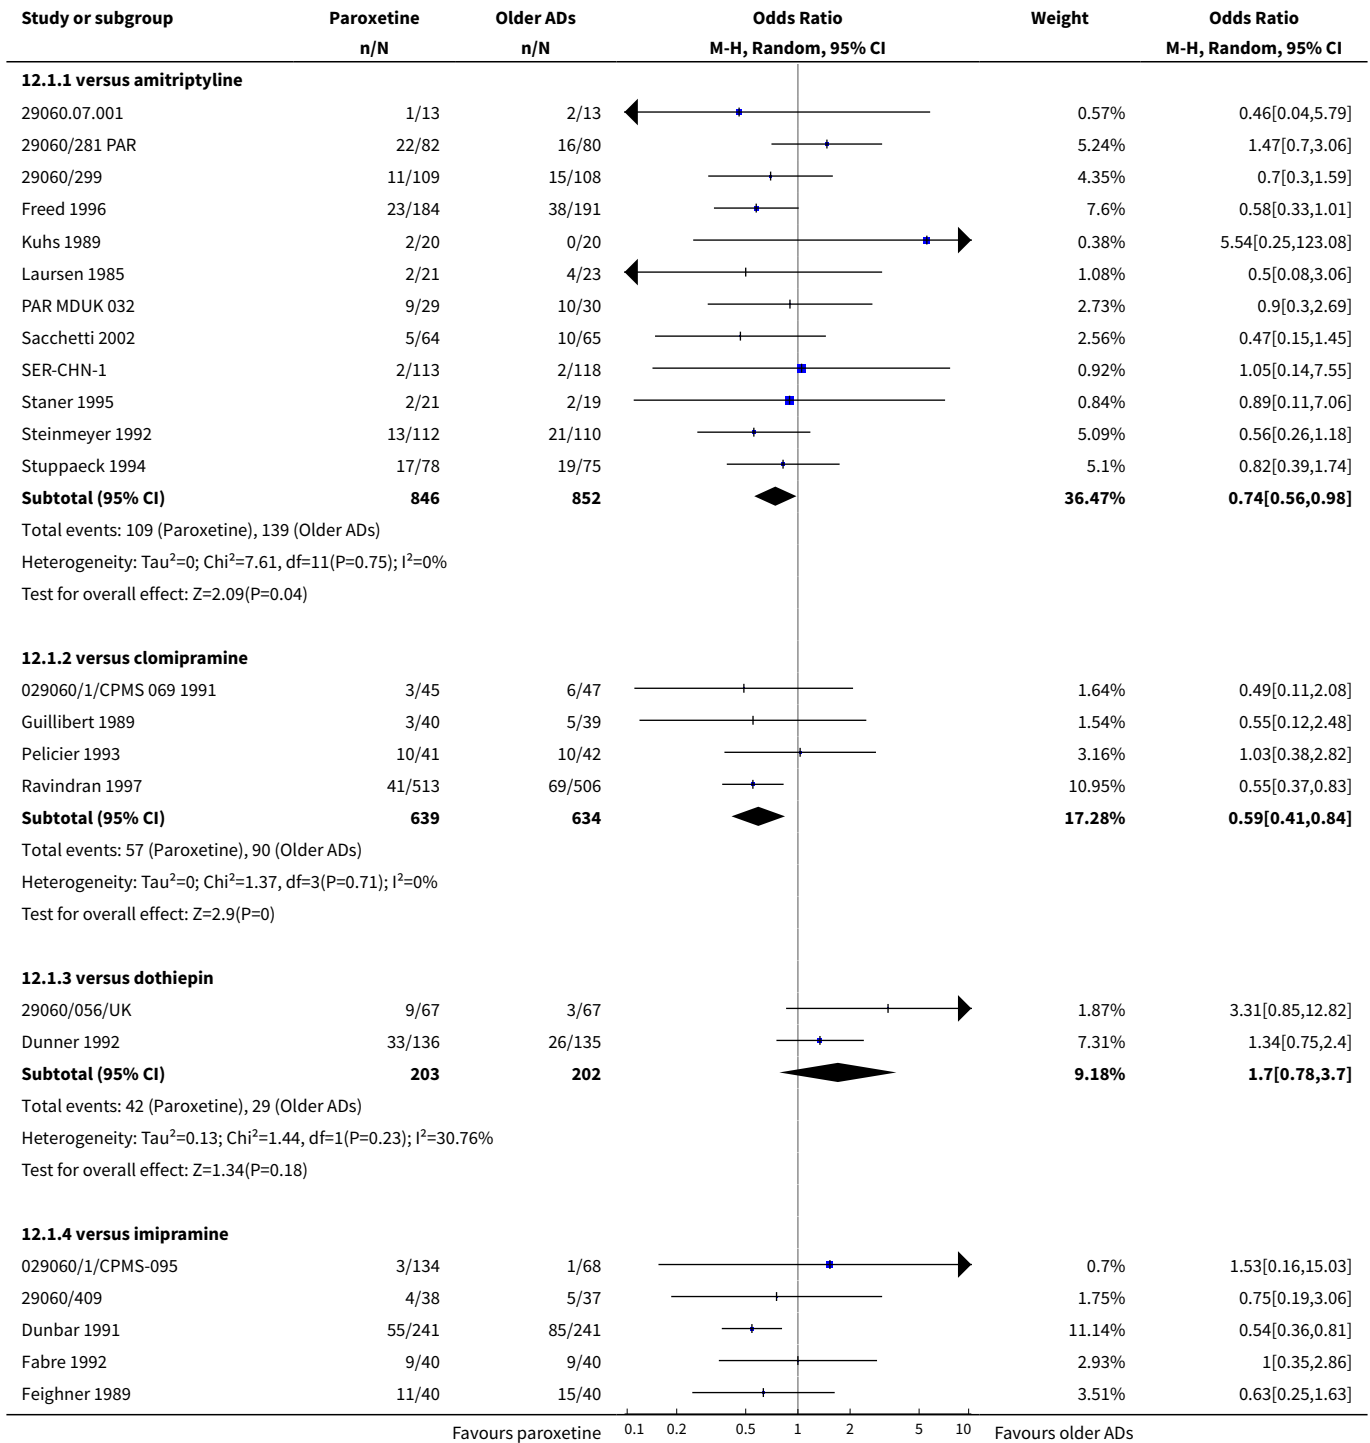 Study or subgroup Paroxetine Older ADs Odds Ratio Weight Odds Ratio
n/N n/N M-H, Random, 95% CI M-H, Random, 95% CI
12.1.1 versus amitriptyline
29060.07.001 1/13 2/13 0.57% 0.46[0.04,5.79]
29060/281 PAR 22/82 16/80 5.24% 1.47[0.7,3.06]
29060/299 11/109 15/108 4.35% 0.7[0.3,1.59]
Freed 1996 23/184 38/191 7.6% 0.58[0.33,1.01]
Kuhs 1989 2/20 0/20 0.38% 5.54[0.25,123.08]
Laursen 1985 2/21 4/23 1.08% 0.5[0.08,3.06]
PAR MDUK 032 9/29 10/30 2.73% 0.9[0.3,2.69]
Sacchetti 2002 5/64 10/65 2.56% 0.47[0.15,1.45]
SER-CHN-1 2/113 2/118 0.92% 1.05[0.14,7.55]
Staner 1995 2/21 2/19 0.84% 0.89[0.11,7.06]
Steinmeyer 1992 13/112 21/110 5.09% 0.56[0.26,1.18]
Stuppaeck 1994 17/78 19/75 5.1% 0.82[0.39,1.74]
Subtotal (95% CI) 846 852 36.47% 0.74[0.56,0.98]
Total events: 109 (Paroxetine), 139 (Older ADs)
Heterogeneity: Tau²=0; Chi²=7.61, df=11(P=0.75); I²=0%
Test for overall effect: Z=2.09(P=0.04)
12.1.2 versus clomipramine
029060/1/CPMS 069 1991 3/45 6/47 1.64% 0.49[0.11,2.08]
Guillibert 1989 3/40 5/39 1.54% 0.55[0.12,2.48]
Pelicier 1993 10/41 10/42 3.16% 1.03[0.38,2.82]
Ravindran 1997 41/513 69/506 10.95% 0.55[0.37,0.83]
Subtotal (95% CI) 639 634 17.28% 0.59[0.41,0.84]
Total events: 57 (Paroxetine), 90 (Older ADs)
Heterogeneity: Tau²=0; Chi²=1.37, df=3(P=0.71); I²=0%
Test for overall effect: Z=2.9(P=0)
12.1.3 versus dothiepin
29060/056/UK 9/67 3/67 1.87% 3.31[0.85,12.82]
Dunner 1992 33/136 26/135 7.31% 1.34[0.75,2.4]
Subtotal (95% CI) 203 202 9.18% 1.7[0.78,3.7]
Total events: 42 (Paroxetine), 29 (Older ADs)
Heterogeneity: Tau²=0.13; Chi²=1.44, df=1(P=0.23); I²=30.76%
Test for overall effect: Z=1.34(P=0.18)
12.1.4 versus imipramine
029060/1/CPMS-095 3/134 1/68 0.7% 1.53[0.16,15.03]
29060/409 4/38 5/37 1.75% 0.75[0.19,3.06]
Dunbar 1991 55/241 85/241 11.14% 0.54[0.36,0.81]
Fabre 1992 9/40 9/40 2.93% 1[0.35,2.86]
Feighner 1989 11/40 15/40 3.51% 0.63[0.25,1.63]
Favours paroxetine 0.1 0.2 0.5 1 2 5 10 Favours older ADs